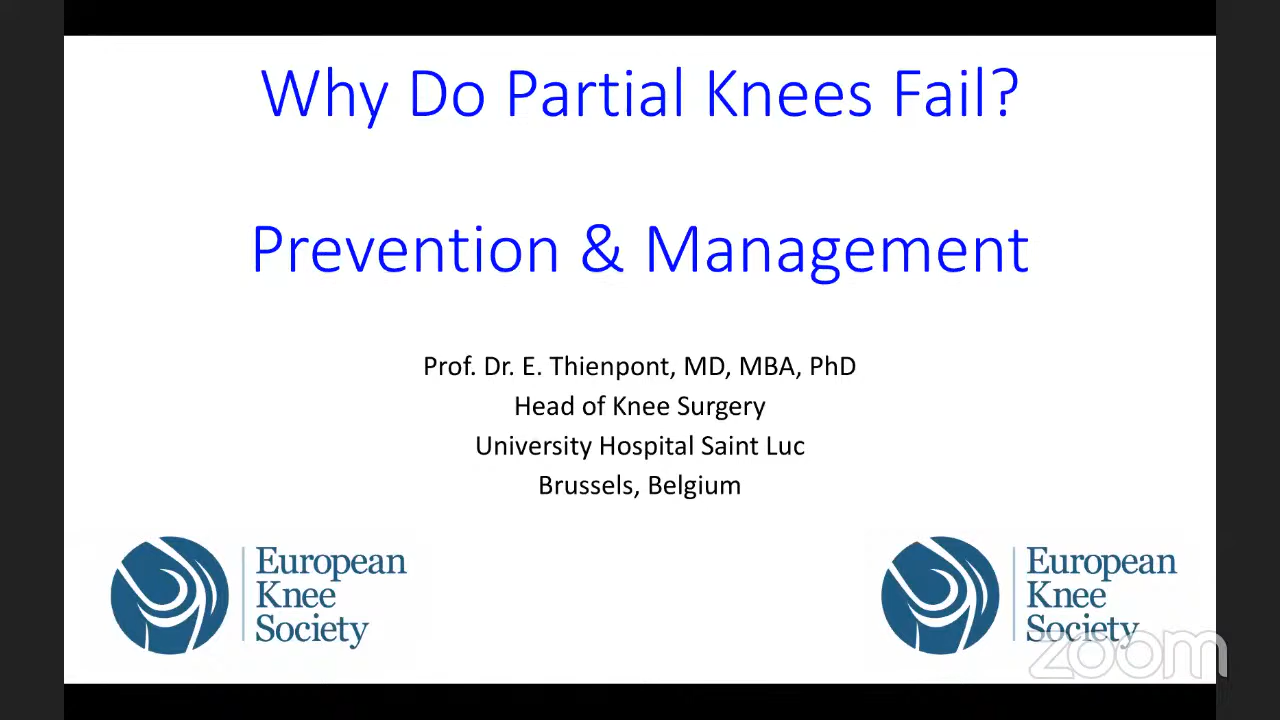 Why Do Partial Knees Fail?
Prevention & Management
Prof. Dr. E. Thienpont, MD, MBA, PhD
Head of Knee Surgery
University Hospital Saint Luc
Brussels, Belgium
European
Knee
Society
European
Knee
Society
zoom